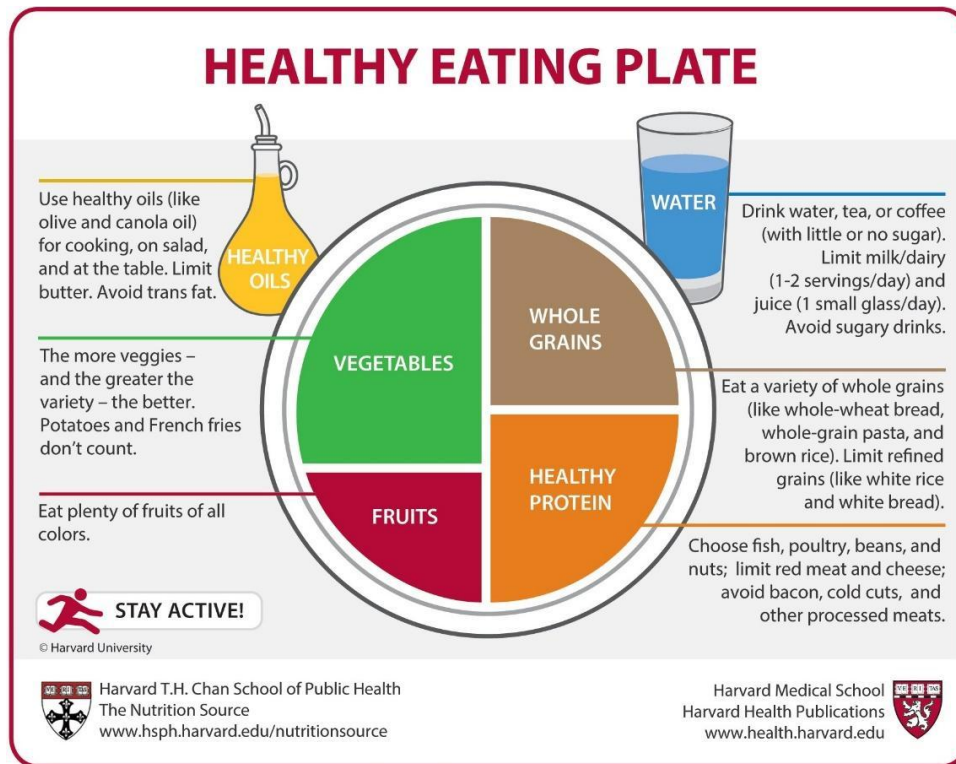 HEALTHY EATING PLATE
Use healthy oils (like
olive and canola oil)
for cooking, on salad,
and at the table. Limit
butter. Avoid trans fat.
HEALTHY
OILS
The more veggies –
and the greater the
variety – the better.
Potatoes and French fries
don’t count.
Eat plenty of fruits of all
colors.
VEGETABLES
FRUITS
WHOLE
GRAINS
HEALTHY
PROTEIN
WATER
Drink water, tea, or coffee
(with little or no sugar).
Limit milk/dairy
(1-2 servings/day) and
juice (1 small glass/day).
Avoid sugary drinks.
Eat a variety of whole grains
(like whole-wheat bread,
whole-grain pasta, and
brown rice). Limit refined
grains (like white rice
and white bread).
Choose fish, poultry, beans, and
nuts; limit red meat and cheese;
avoid bacon, cold cuts, and
other processed meats.
STAY ACTIVE!
© Harvard University
Harvard T.H. Chan School of Public Health
The Nutrition Source
www.hsph.harvard.edu/nutritionsource
Harvard Medical School
Harvard Health Publications
www.health.harvard.edu
VE RI TAS